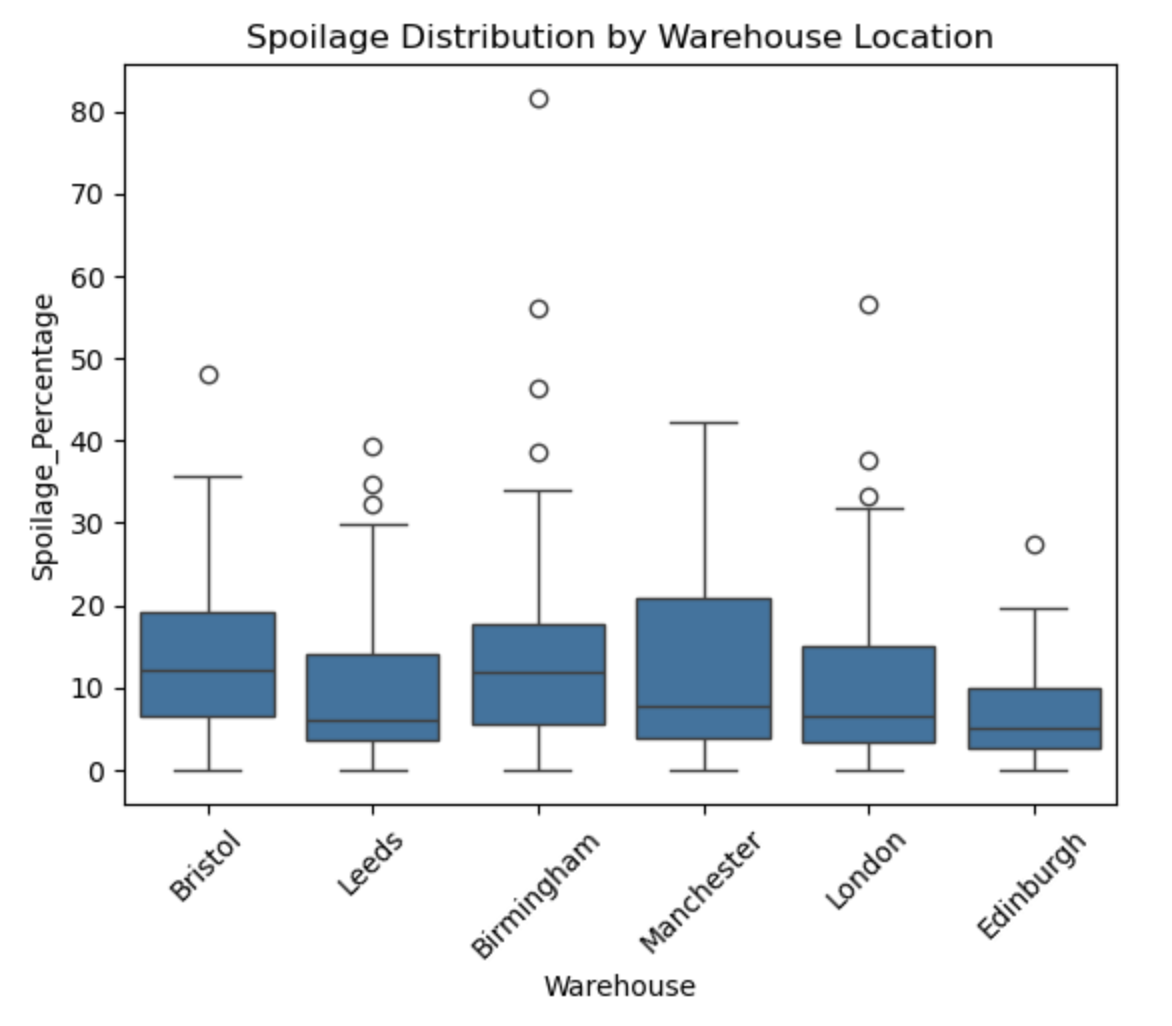 Spoilage Distribution by Warehouse Location
Spoilage_Percentage
80
70
60
50
40
30
20
10
0
Bristol
Leeds
Birmingham
Manchester
London
Edinburgh
Warehouse